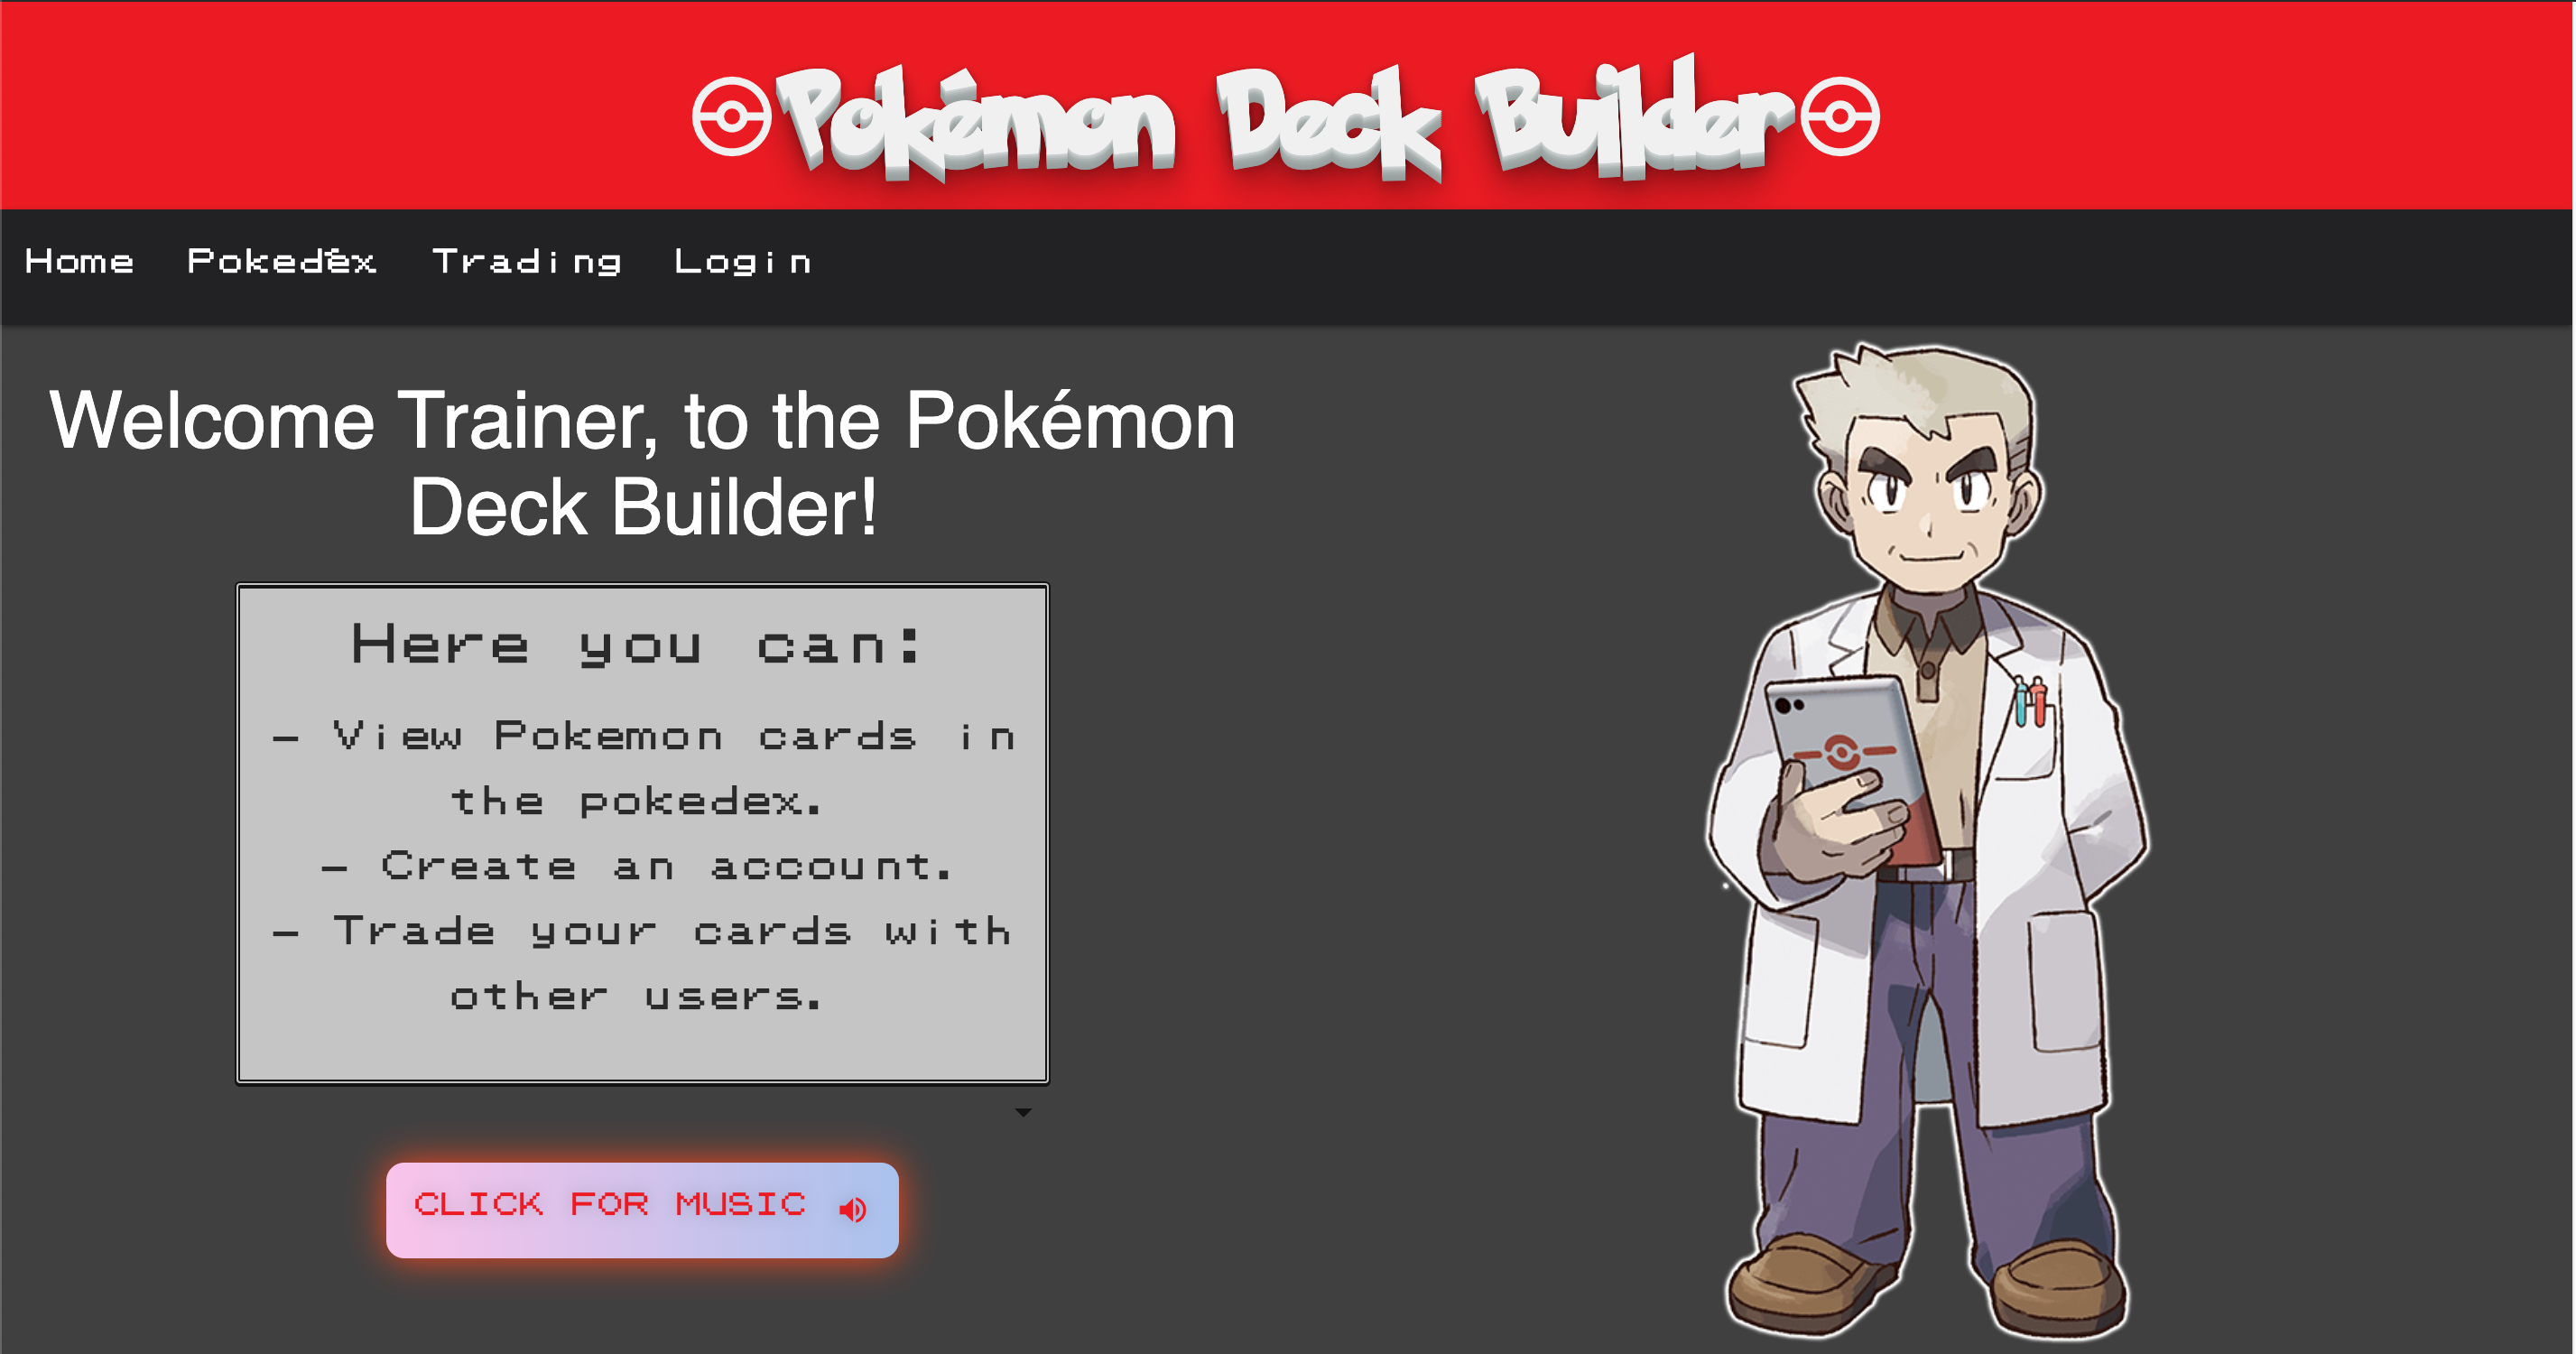 Pokémon Deck Builder
Home Pokedêx Trading Login
Welcome Trainer, to the Pokémon
Deck Builder!
Here you can:
- View Pokemon cards in
the pokedex.
- Create an account.
- Trade your cards with
other users.
CLICK FOR MUSIC